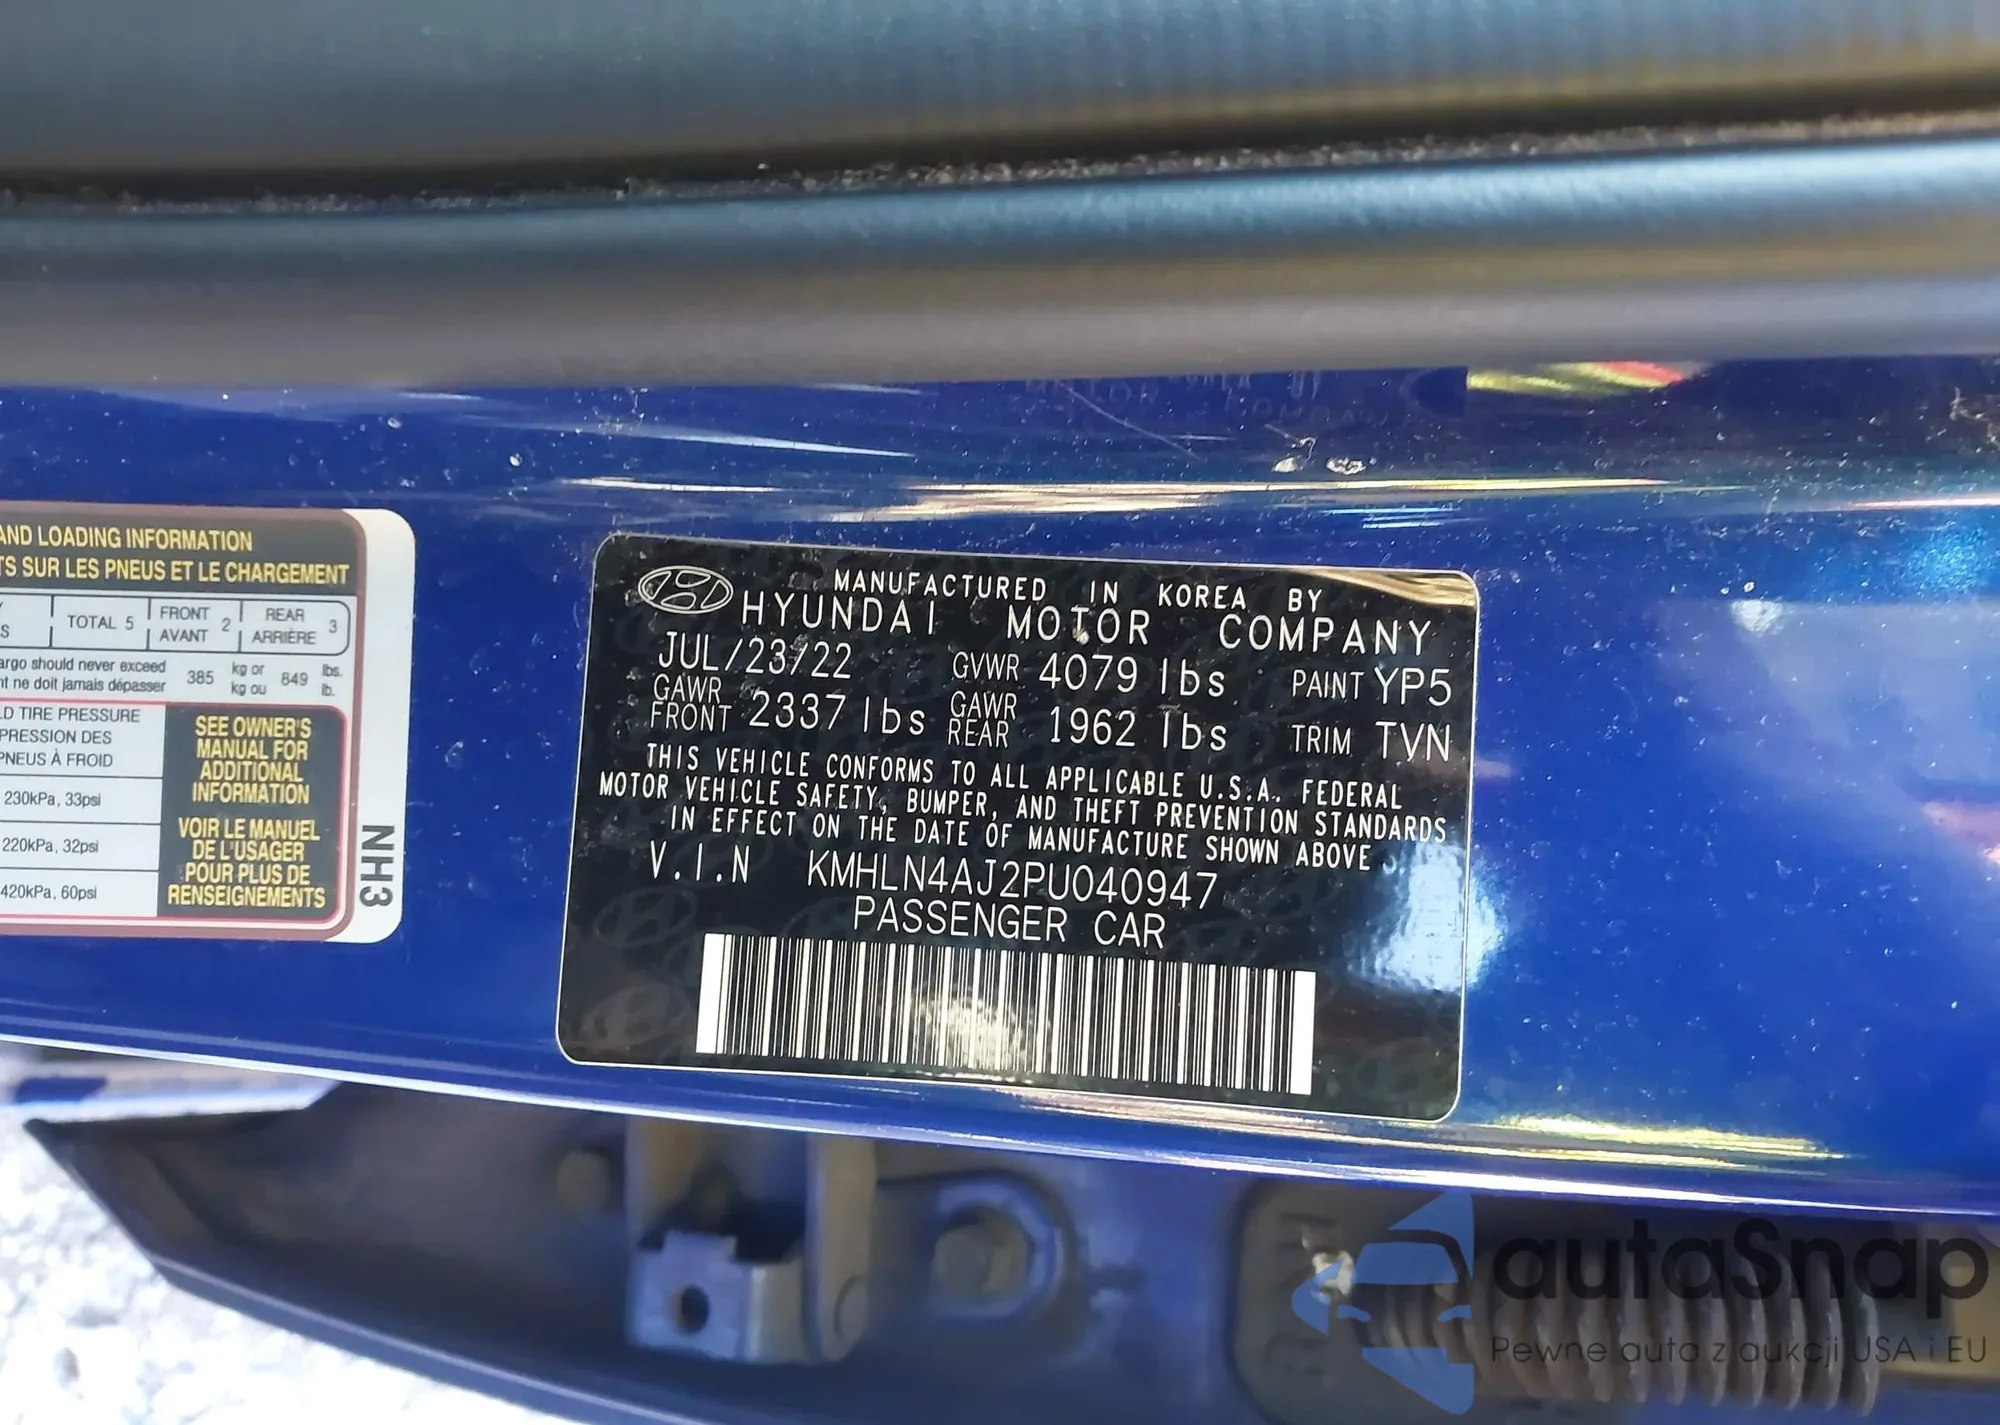 AND LOADING INFORMATION
TS SUR LES PNEUS ET LE CHARGEMENT
TOTAL 5
FRONT
AVANT
2
REAR
ARRIÈRE
3
argo should never exceed
nt ne doit jamais dépasser
385
kg or
kg ou
849
lbs.
lb.
LD TIRE PRESSURE
PRESSION DES
PNEUS À FROID
230kPa, 33psi
220kPa, 32psi
420kPa, 60psi
SEE OWNER'S
MANUAL FOR
ADDITIONAL
INFORMATION
VOIR LE MANUEL
DE L'USAGER
POUR PLUS DE
RENSEIGNEMENTS
NH3
MANUFACTURED IN KOREA BY
HYUNDAI MOTOR COMPANY
JUL/23/22 GVWR 4079 lbs PAINT YP5
GAWR FRONT 2337 lbs GAWR REAR 1962 lbs TRIM TVN
THIS VEHICLE CONFORMS TO ALL APPLICABLE U.S.A. FEDERAL
MOTOR VEHICLE SAFETY, BUMPER, AND THEFT PREVENTION STANDARDS
IN EFFECT ON THE DATE OF MANUFACTURE SHOWN ABOVE
V.I.N KMHLN4AJ2PU040947
PASSENGER CAR
autaSnap
Pewne auto z aukcji USA i EU